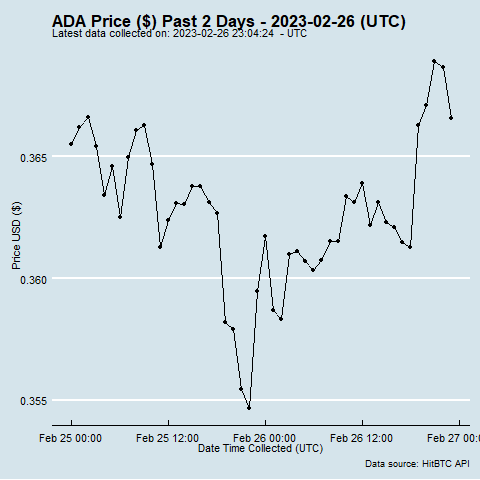 ADA Price ($) Past 2 Days - 2023-02-26 (UTC)
Latest data collected on: 2023-02-26 23:04:24 - UTC
0.365
0.360
0.355
Price USD ($)
Feb 25 00:00
Feb 25 12:00
Feb 26 00:00
Feb 26 12:00
Feb 27 00:
Date Time Collected (UTC)
Data source: HitBTC API